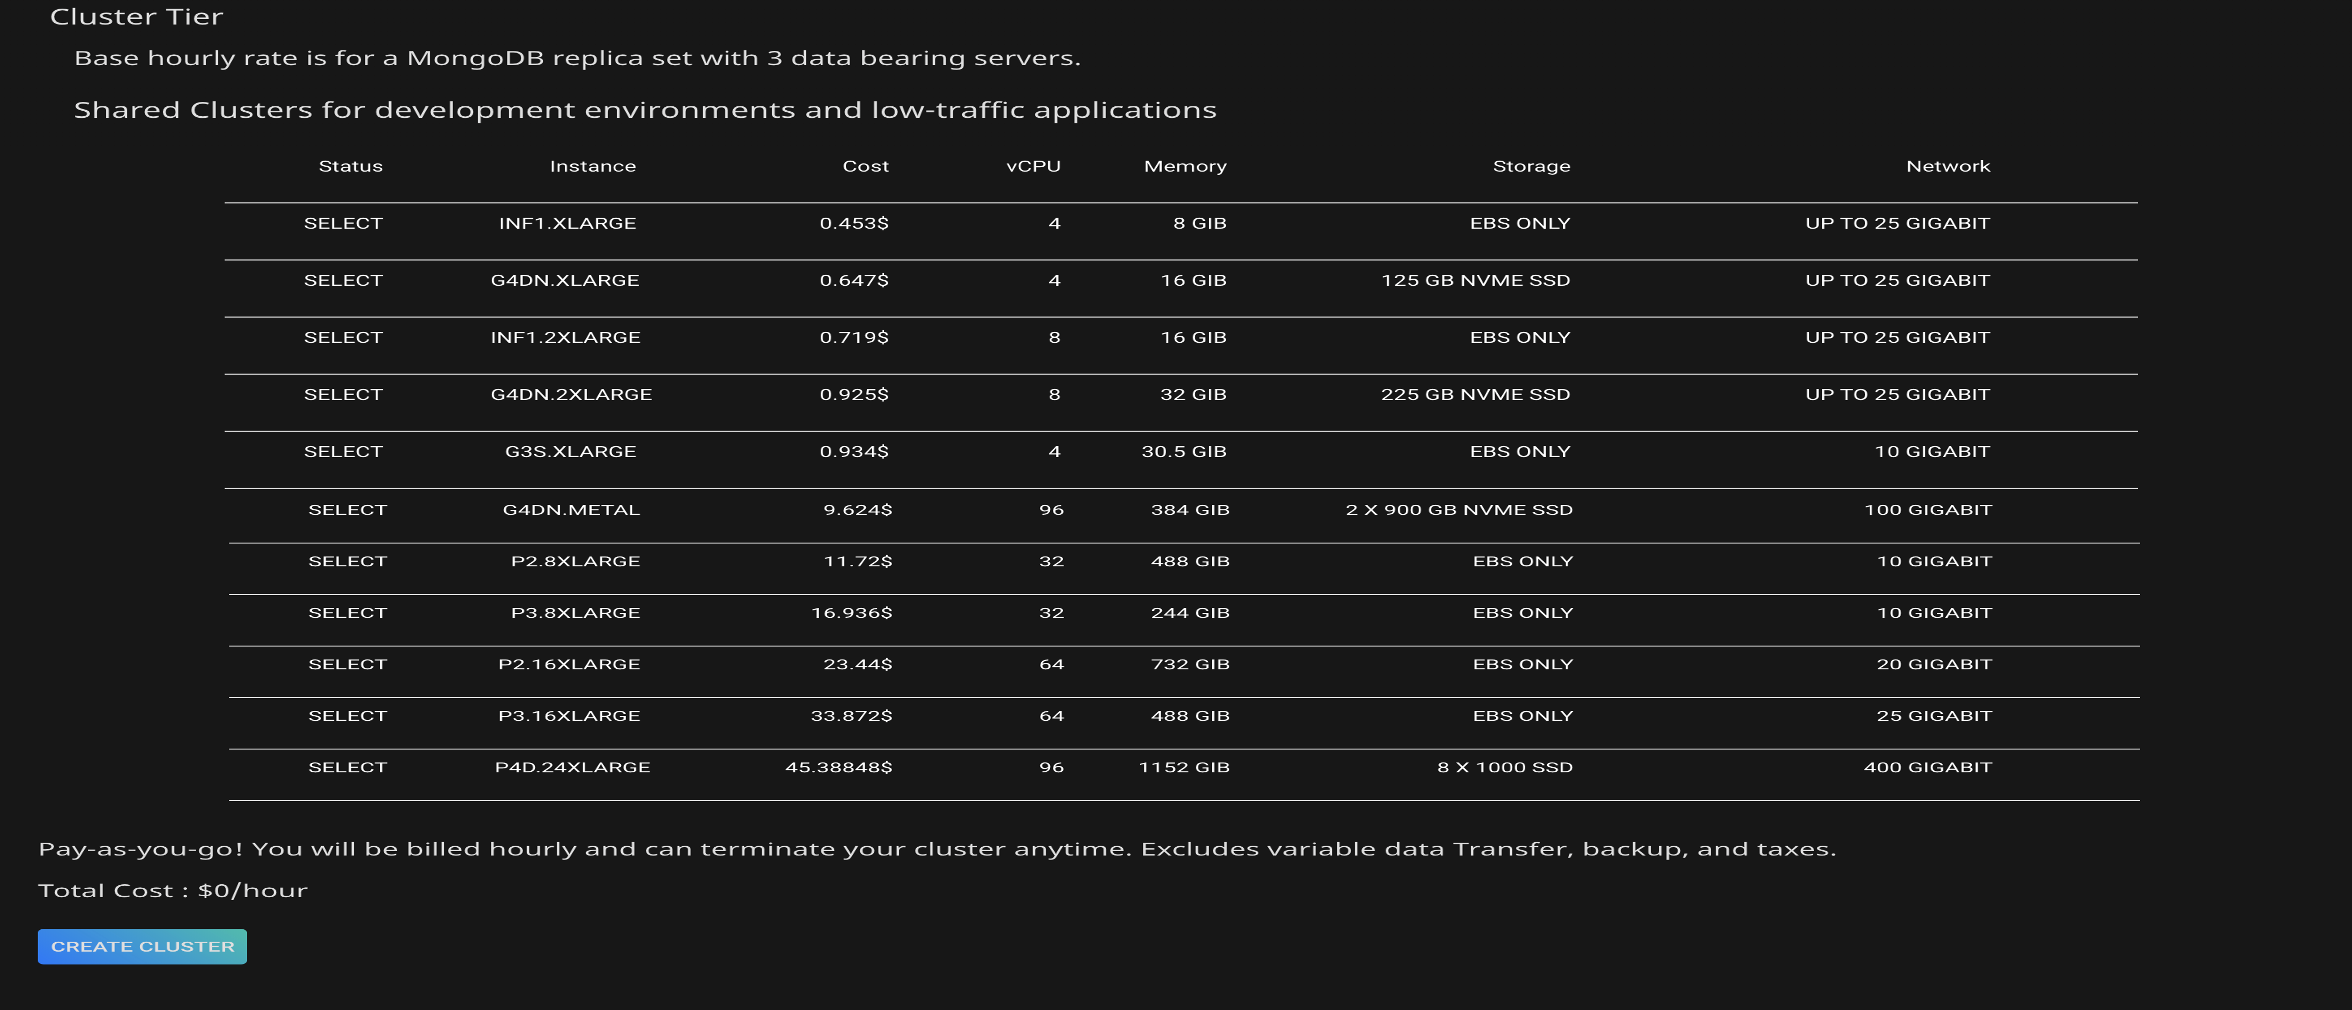 Cluster Tier
Base hourly rate is for a MongoDB replica set with 3 data bearing servers.
Shared Clusters for development environments and low-traffic applications
Status Instance Cost vCPU Memory Storage Network
SELECT INF1.XLARGE 0.453$ 4 8 GIB EBS ONLY UP TO 25 GIGABIT
SELECT G4DN.XLARGE 0.647$ 4 16 GIB 125 GB NVME SSD UP TO 25 GIGABIT
SELECT INF1.2XLARGE 0.719$ 8 16 GIB EBS ONLY UP TO 25 GIGABIT
SELECT G4DN.2XLARGE 0.925$ 8 32 GIB 225 GB NVME SSD UP TO 25 GIGABIT
SELECT G3S.XLARGE 0.934$ 4 30.5 GIB EBS ONLY 10 GIGABIT
SELECT G4DN.METAL 9.624$ 96 384 GIB 2 X 900 GB NVME SSD 100 GIGABIT
SELECT P2.8XLARGE 11.72$ 32 488 GIB EBS ONLY 10 GIGABIT
SELECT P3.8XLARGE 16.936$ 32 244 GIB EBS ONLY 10 GIGABIT
SELECT P2.16XLARGE 23.44$ 64 732 GIB EBS ONLY 20 GIGABIT
SELECT P3.16XLARGE 33.872$ 64 488 GIB EBS ONLY 25 GIGABIT
SELECT P4D.24XLARGE 45.38848$ 96 1152 GIB 8 X 1000 SSD 400 GIGABIT
Pay-as-you-go! You will be billed hourly and can terminate your cluster anytime. Excludes variable data Transfer, backup, and taxes.
Total Cost : $0/hour
CREATE CLUSTER